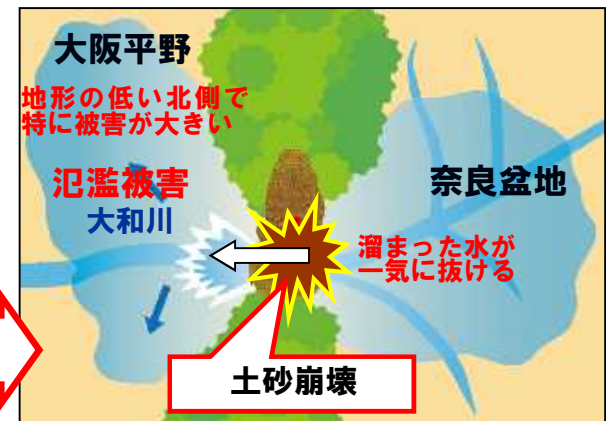 大阪平野
地形の低い北側で
特に被害が大きい
氾濫被害
大和川
奈良盆地
溜まった水が
一気に抜ける
土砂崩壊